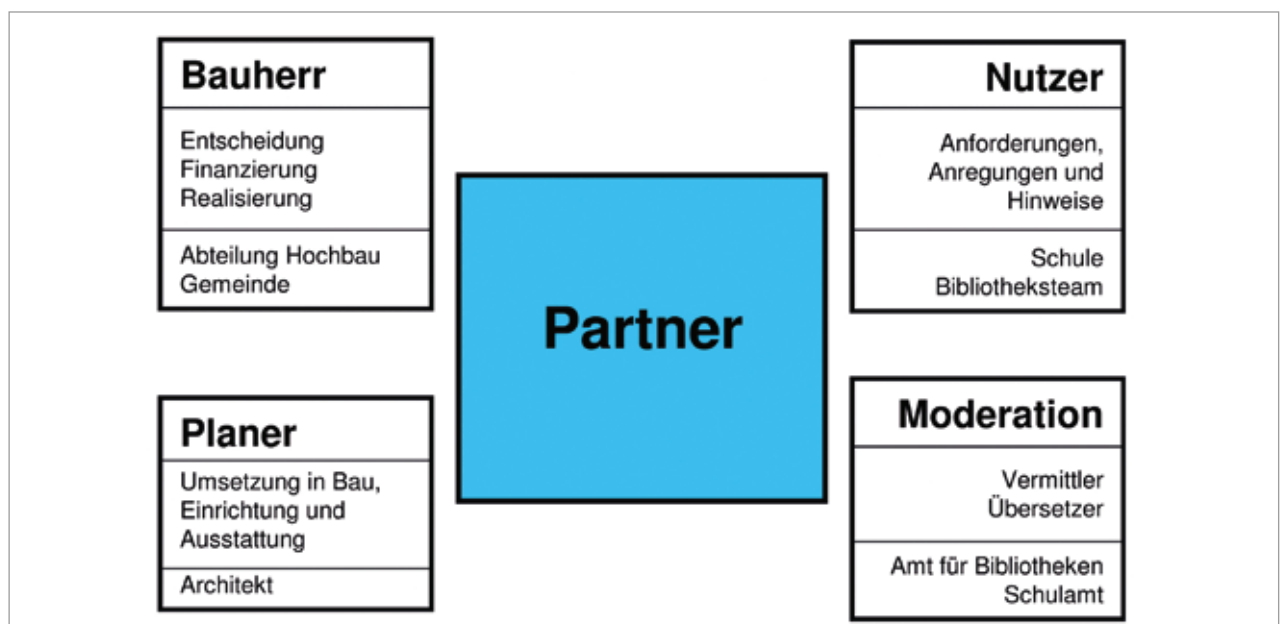 Bauherr
Entscheidung
Finanzierung
Realisierung
Abteilung Hochbau
Gemeinde
Nutzer
Anforderungen,
Anregungen und
Hinweise
Schule
Bibliotheksteam
Partner
Planer
Umsetzung in Bau,
Einrichtung und
Ausstattung
Architekt
Moderation
Vermittler
Übersetzer
Amt für Bibliotheken
Schulamt